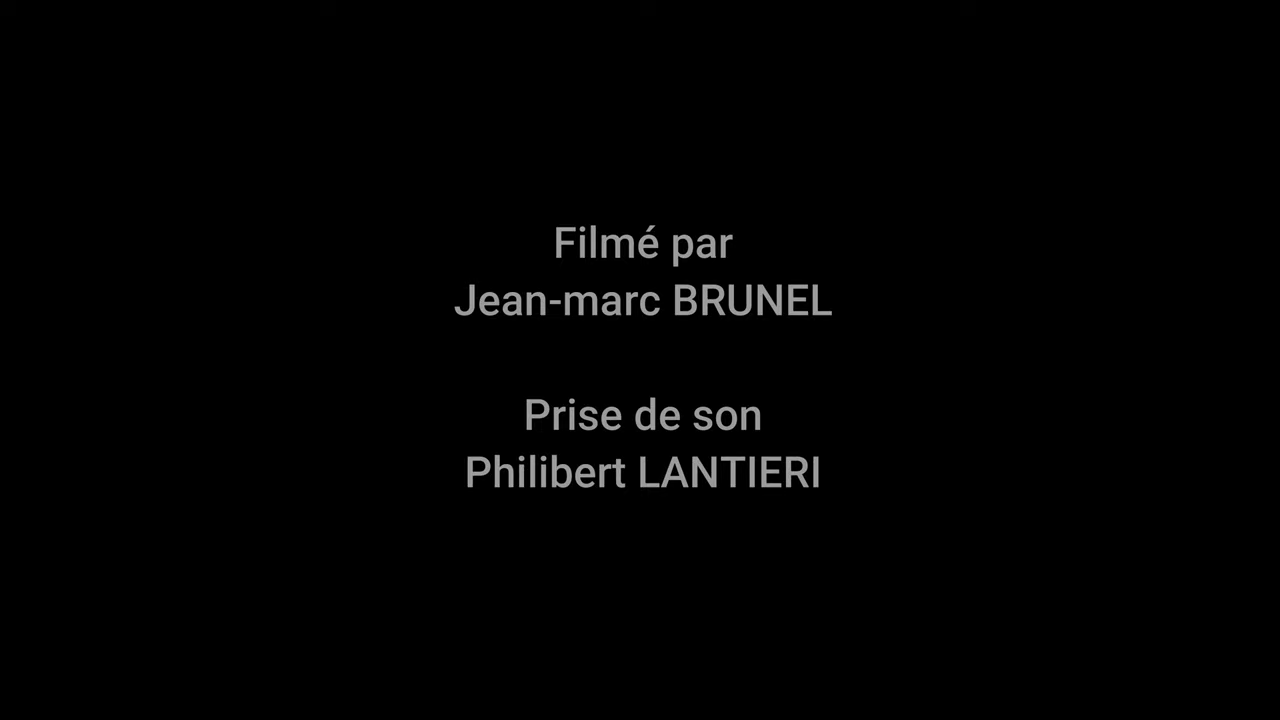 Filmé par
Jean-marc BRUNEL
Prise de son
Philibert LANTIERI